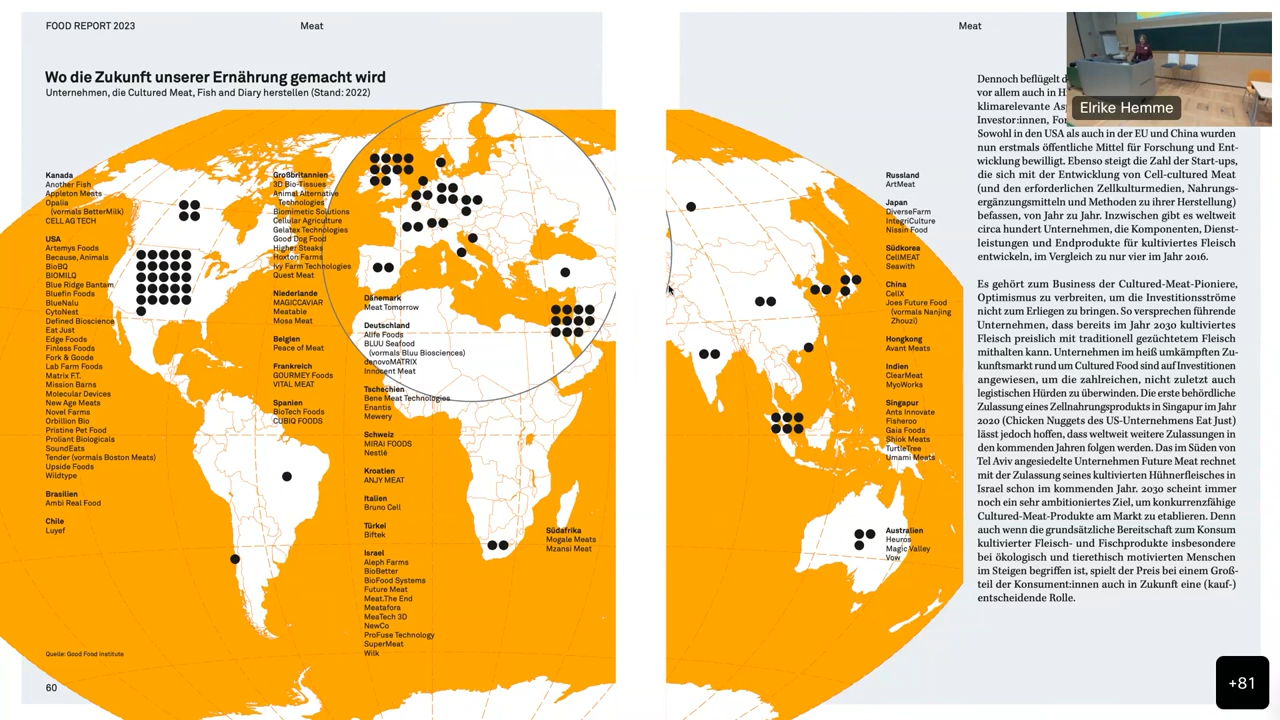 FOOD REPORT 2023
Meat
Meat
Wo die Zukunft unserer Ernährung gemacht wird
Unternehmen, die Cultured Meat, Fish and Diary herstellen (Stand: 2022)
Kanada
Another Fish
Appleton Meats
Opalia
(vormals BetterMilk)
CELL AG TECH
USA
Artemys Foods
Because, Animals
BioBQ
BIOMILQ
Blue Ridge Bantam
Bluefin Foods
BlueNalu
CytoNest
Defined Bioscience
Eat Just
Edge Foods
Finless Foods
Fork & Goode
Lab Farm Foods
Matrix F.T.
Mission Barns
Molecular Devices
New Age Meats
Novel Farms
Orbillion Bio
Pristine Pet Food
Proliant Biologicals
SoundEats
Tender (vormals Boston Meats)
Upside Foods
Wildtype
Brasilien
Ambi Real Food
Chile
Luyef
Großbritannien
3D Bio-Tissues
Animal Alternative
Technologies
Biomimetic Solutions
Cellular Agriculture
Gelatex Technologies
Good Dog Food
Higher Steaks
Hoxton Farms
Ivy Farm Technologies
Quest Meat
Niederlande
MAGICCAVIAR
Meatable
Mosa Meat
Belgien
Peace of Meat
Frankreich
GOURMEY Foods
VITAL MEAT
Spanien
BioTech Foods
CUBIQ FOODS
Dänemark
Meat Tomorrow
Deutschland
Alife Foods
BLUU Seafood
(vormals Bluu Biosciences)
denovoMATRIX
Innocent Meat
Tschechien
Bene Meat Technologies
Enantis
Mewery
Schweiz
MIRAI FOODS
Nestlé
Kroatien
ANJY MEAT
Italien
Bruno Cell
Türkei
Biftek
Israel
Aleph Farms
BioBetter
BioFood Systems
Future Meat
Meat.The End
Meatafora
MeaTech 3D
NewCo
ProFuse Technology
SuperMeat
Wilk
Südafrika
Mogale Meats
Mzansi Meat
Russland
ArtMeat
Japan
DiverseFarm
IntegriCulture
Nissin Food
Südkorea
CellMEAT
Seawith
China
CellX
Joes Future Food
(vormals Nanjing
Zhouzi)
Hongkong
Avant Meats
Indien
ClearMeat
MyoWorks
Singapur
Ants Innovate
Fisheroo
Gaia Foods
Shiok Meats
TurtleTree
Umami Meats
Australien
Heuros
Magic Valley
Vow
Dennoch beflügelt d
vor allem auch in H
klimarelevante As
Investor:innen, For
Sowohl in den USA als auch in der EU und China wurden
nun erstmals öffentliche Mittel für Forschung und Ent-
wicklung bewilligt. Ebenso steigt die Zahl der Start-ups,
die sich mit der Entwicklung von Cell-cultured Meat
(und den erforderlichen Zellkulturmedien, Nahrungs-
ergänzungsmitteln und Methoden zu ihrer Herstellung)
befassen, von Jahr zu Jahr. Inzwischen gibt es weltweit
circa hundert Unternehmen, die Komponenten, Dienst-
leistungen und Endprodukte für kultiviertes Fleisch
entwickeln, im Vergleich zu nur vier im Jahr 2016.
Es gehört zum Business der Cultured-Meat-Pioniere,
Optimismus zu verbreiten, um die Investitionsströme
nicht zum Erliegen zu bringen. So versprechen führende
Unternehmen, dass bereits im Jahr 2030 kultiviertes
Fleisch preislich mit traditionell gezüchtetem Fleisch
mithalten kann. Unternehmen im heiß umkämpften Zu-
kunftsmarkt rund um Cultured Food sind auf Investitionen
angewiesen, um die zahlreichen, nicht zuletzt auch
legistischen Hürden zu überwinden. Die erste behördliche
Zulassung eines Zellnahrungsprodukts in Singapur im Jahr
2020 (Chicken Nuggets des US-Unternehmens Eat Just)
lässt jedoch hoffen, dass weltweit weitere Zulassungen in
den kommenden Jahren folgen werden. Das im Süden von
Tel Aviv angesiedelte Unternehmen Future Meat rechnet
mit der Zulassung seines kultivierten Hühnerfleisches in
Israel schon im kommenden Jahr. 2030 scheint immer
noch ein sehr ambitioniertes Ziel, um konkurrenzfähige
Cultured-Meat-Produkte am Markt zu etablieren. Denn
auch wenn die grundsätzliche Bereitschaft zum Konsum
kultivierter Fleisch- und Fischprodukte insbesondere
bei ökologisch und tierethisch motivierten Menschen
im Steigen begriffen ist, spielt der Preis bei einem Groß-
teil der Konsument:innen auch in Zukunft eine (kauf-)
entscheidende Rolle.
Elrike Hemme
Quelle: Good Food Institute
60
+81